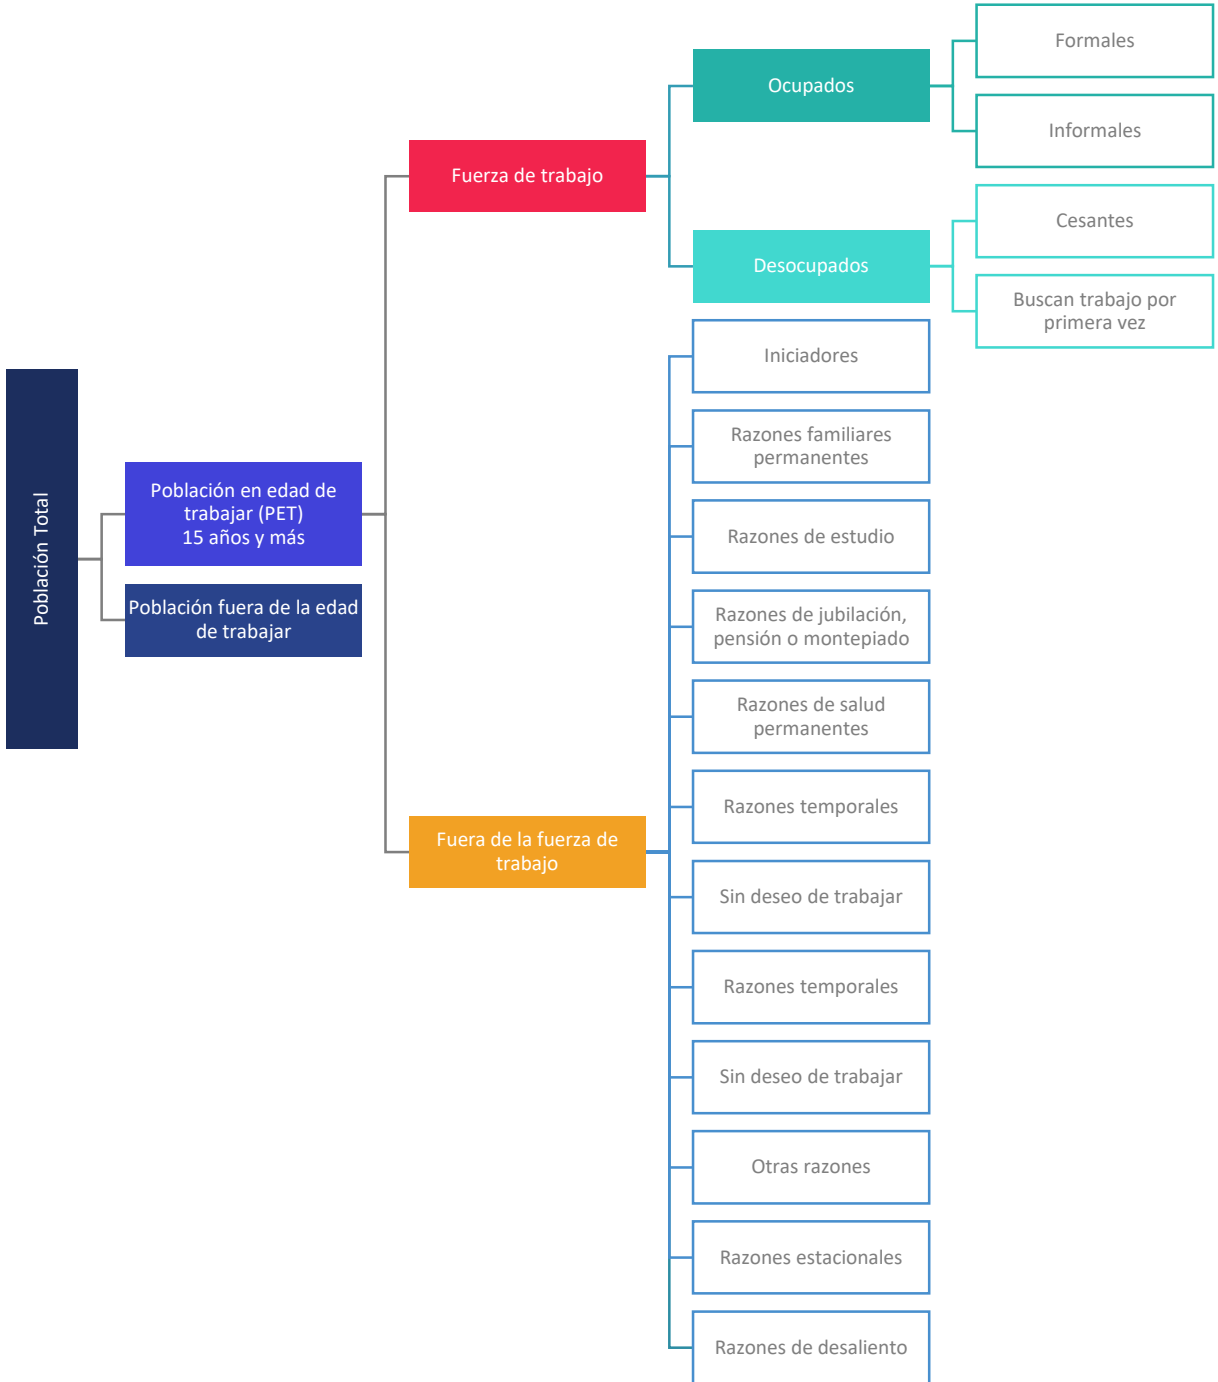 Población Total
Población en edad de
trabajar (PET)
15 años y más
Población fuera de la edad
de trabajar
Fuerza de trabajo
Fuera de la fuerza de
trabajo
Ocupados
Desocupados
Formales
Informales
Cesantes
Buscan trabajo por
primera vez
Iniciadores
Razones familiares
permanentes
Razones de estudio
Razones de jubilación,
pensión o montepiado
Razones de salud
permanentes
Razones temporales
Sin deseo de trabajar
Razones temporales
Sin deseo de trabajar
Otras razones
Razones estacionales
Razones de desaliento